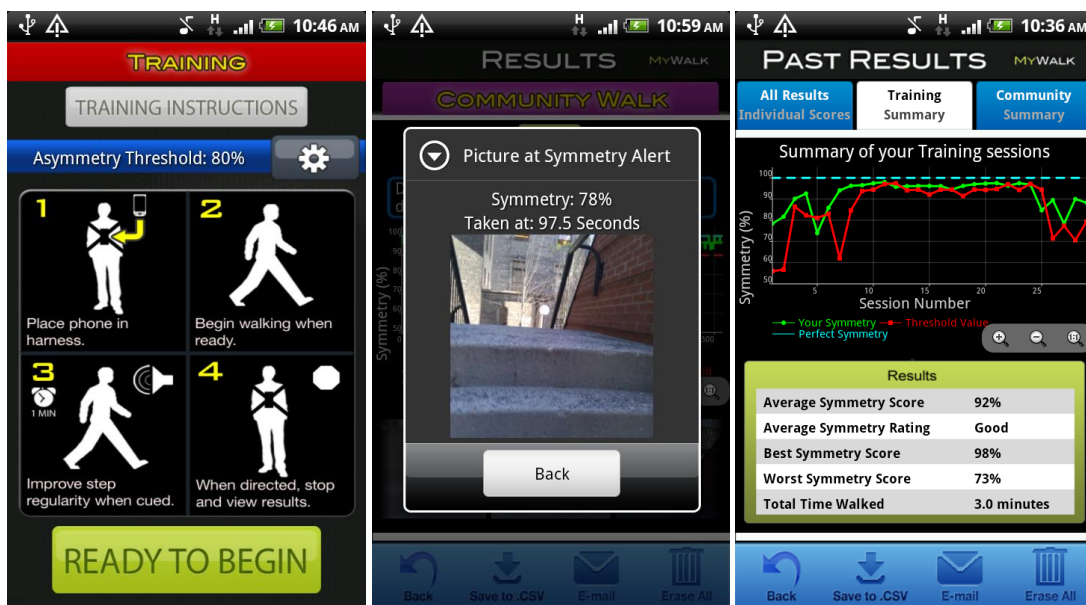 H
10:46 AM
TRAINING
TRAINING INSTRUCTIONS
Asymmetry Threshold: 80%
1
2
Place phone in
harness.
Begin walking when
ready.
3
4
1 MIN
Improve step
regularity when cued.
When directed, stop
and view results.
READY TO BEGIN
H
10:59 AM
RESULTS MYWALK
COMMUNITY WALK
Picture at Symmetry Alert
Symmetry: 78%
Taken at: 97.5 Seconds
Symmetry (%)
Back
Back Save to .CSV E-mail Erase All
H
10:36 AM
PAST RESULTS MYWALK
All Results
Individual Scores
Training
Summary
Community
Summary
Summary of your Training sessions
100
90
80
70
60
50
Symmetry (%)
5 10 15 20 25
Session Number
Your Symmetry Threshold Value
Perfect Symmetry
Results
Average Symmetry Score 92%
Average Symmetry Rating Good
Best Symmetry Score 98%
Worst Symmetry Score 73%
Total Time Walked 3.0 minutes
Back Save to .CSV E-mail Erase All